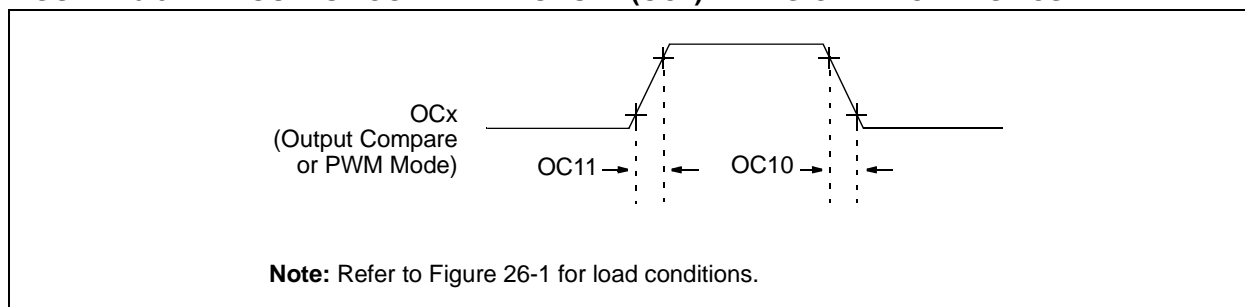 OCx
(Output Compare
or PWM Mode)
OC11
OC10
Note: Refer to Figure 26-1 for load conditions.